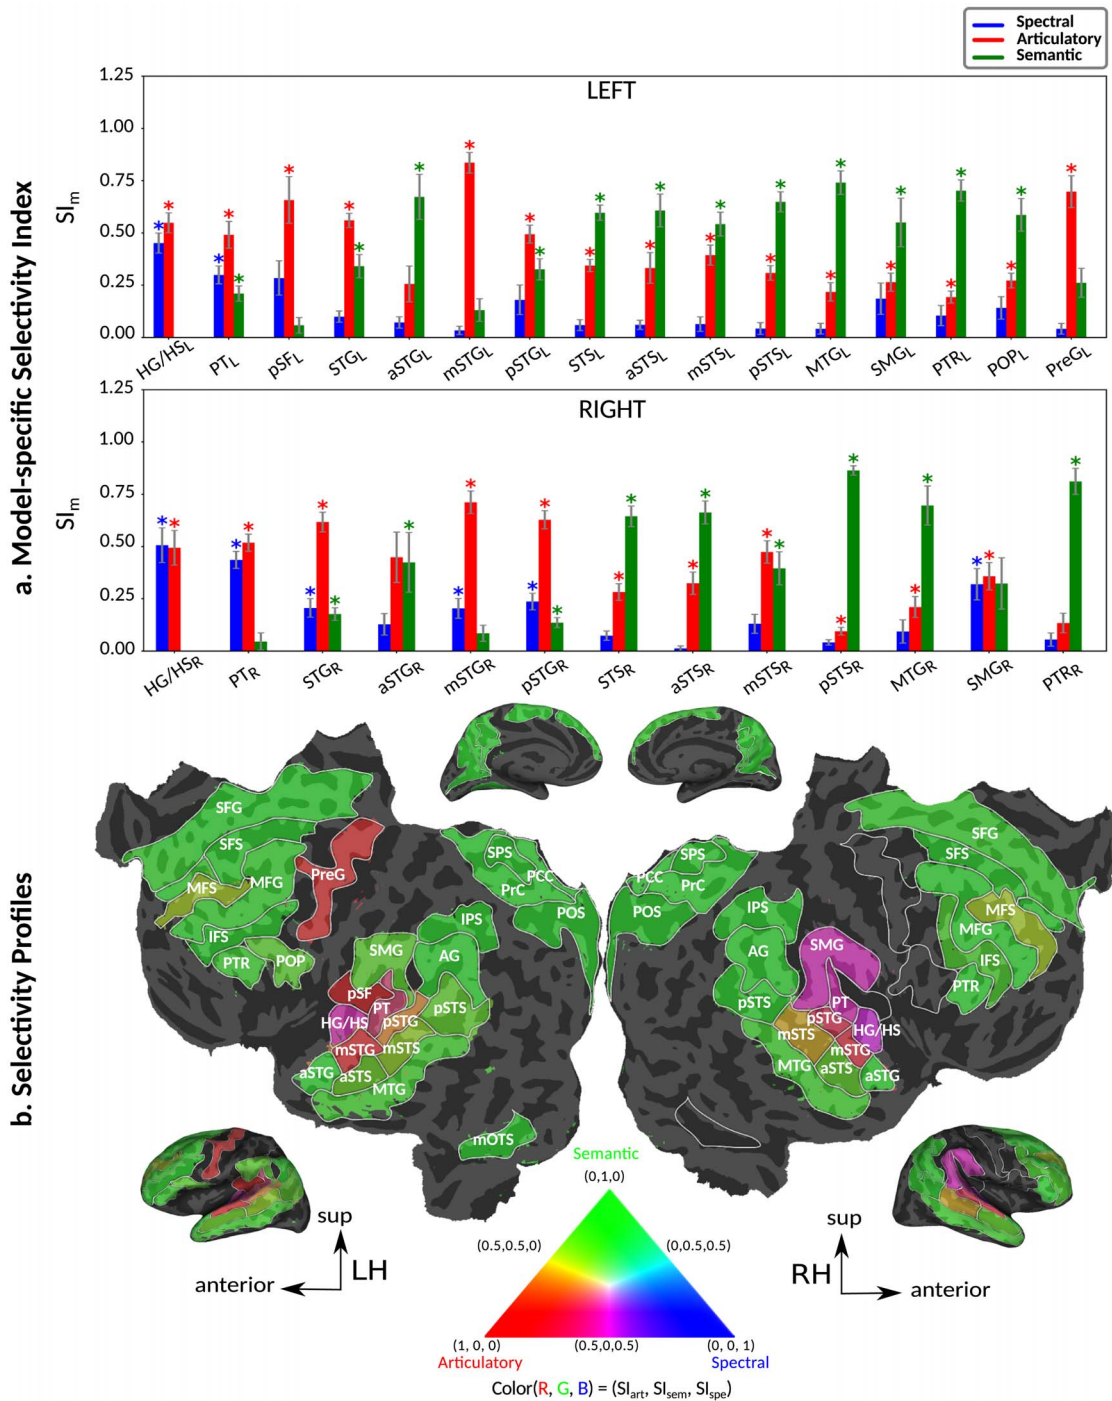 Spectral
Articulatory
Semantic
a. Model-specific Selectivity Index
LEFT
SIm
1.25
1.00
0.75
0.50
0.25
0.00
HG/HSL PTL pSFL STGL aSTGL mSTGL pSTGL STSL aSTSL mSTSL pSTSL MTGL SMGL PTRL POPL PreGL
RIGHT
SIm
1.25
1.00
0.75
0.50
0.25
0.00
HG/HSR PTR STGR aSTGR mSTGR pSTGR STSR aSTSR mSTSR pSTSR MTGR SMGR PTRR
b. Selectivity Profiles
SFG
SFS
MFS
MFG
PreG
IFS
PTR
POP
SPS
PCC
PrC
POS
IPS
SMG
AG
pSF
PT
pSTS
HG/HS
pSTG
mSTG
mSTS
aSTG
aSTS
MTG
mOTS
SPS
PCC
PrC
POS
IPS
SMG
AG
pSTS
PT
pSTG
HG/HS
mSTS
mSTG
MTG
aSTS
aSTG
SFG
SFS
MFS
MFG
IFS
PTR
sup
LH
anterior
sup
RH
anterior
Semantic
(0,1,0)
(0.5,0.5,0) (0,0.5,0.5)
(1, 0, 0) (0.5,0,0.5) (0, 0, 1)
Articulatory Spectral
Color(R, G, B) = (SIart, SIsem, SIspe)